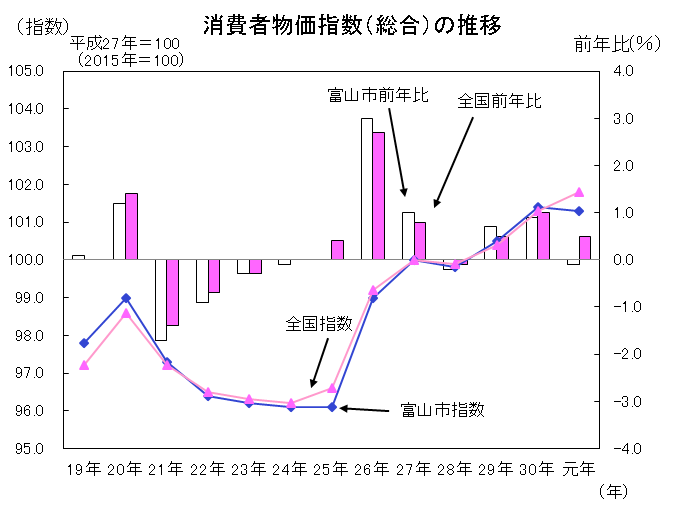 消費者物価指数(総合)の推移
(指数)
平成27年=100
(2015年=100)
前年比(%)
105.0
104.0
103.0
102.0
101.0
100.0
99.0
98.0
97.0
96.0
95.0
4.0
3.0
2.0
1.0
0.0
-1.0
-2.0
-3.0
-4.0
富山市前年比
全国前年比
全国指数
富山市指数
19年 20年 21年 22年 23年 24年 25年 26年 27年 28年 29年 30年 元年
(年)